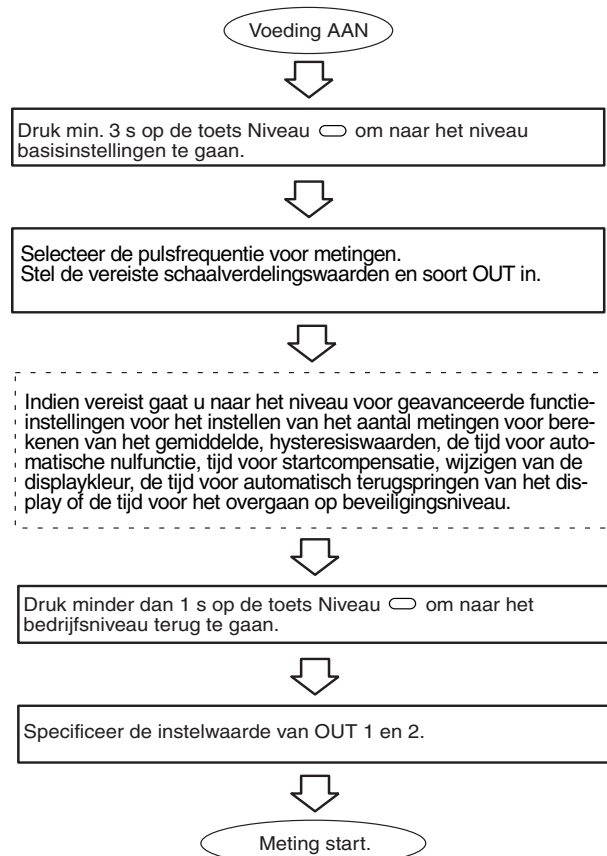 Voeding AAN
Druk min. 3 s op de toets Niveau om naar het niveau
basisinstellingen te gaan.
Selecteer de pulsfrequentie voor metingen.
Stel de vereiste schaalverdelingswaarden en soort OUT in.
Indien vereist gaat u naar het niveau voor geavanceerde functie-
instellingen voor het instellen van het aantal metingen voor bere-
kenen van het gemiddelde, hysteresiswaarden, de tijd voor auto-
matische nulfunctie, tijd voor startcompensatie, wijzigen van de
displaykleur, de tijd voor automatisch terugspringen van het dis-
play of de tijd voor het overgaan op beveiligingsniveau.
Druk minder dan 1 s op de toets Niveau om naar het
bedrijfsniveau terug te gaan.
Specificeer de instelwaarde van OUT 1 en 2.
Meting start.